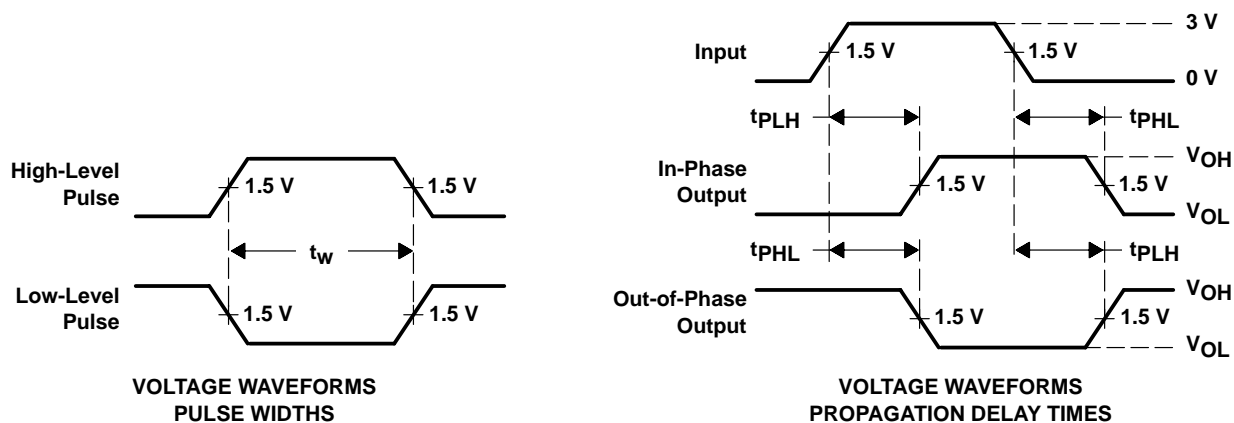 High-Level
Pulse
1.5 V
1.5 V
tw
Low-Level
Pulse
1.5 V
1.5 V
VOLTAGE WAVEFORMS
PULSE WIDTHS
Input
1.5 V
1.5 V
3 V
0 V
tPLH
tPHL
In-Phase
Output
1.5 V
1.5 V
VOH
VOL
tPHL
tPLH
Out-of-Phase
Output
1.5 V
1.5 V
VOH
VOL
VOLTAGE WAVEFORMS
PROPAGATION DELAY TIMES